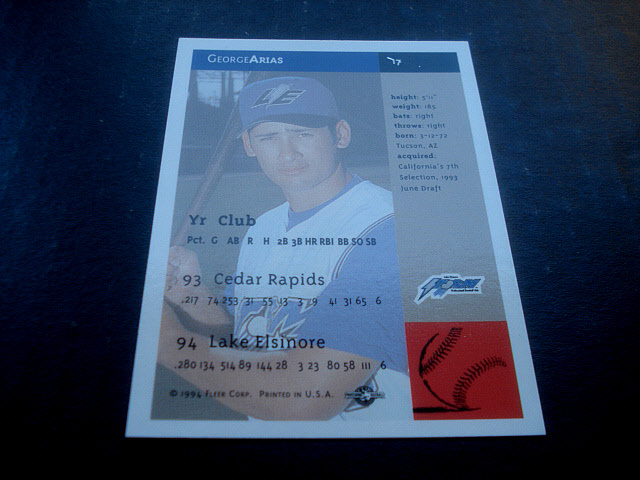 GEORGEARIAS
17
height: 5'11"
weight: 165
bats: right
throws: right
born: 3-12-72
Tucson, AZ
acquired:
California's 7th
Selection, 1993
June Draft
LE
Yr Club
Pct. G AB R H 2B 3B HR RBI BB SO SB
93 Cedar Rapids
.217 74 253 31 55 13 3 9 41 31 65 6
94 Lake Elsinore
.280 134 514 89 144 28 3 23 80 58 111 6
© 1994 FLEER CORP. PRINTED IN U.S.A.